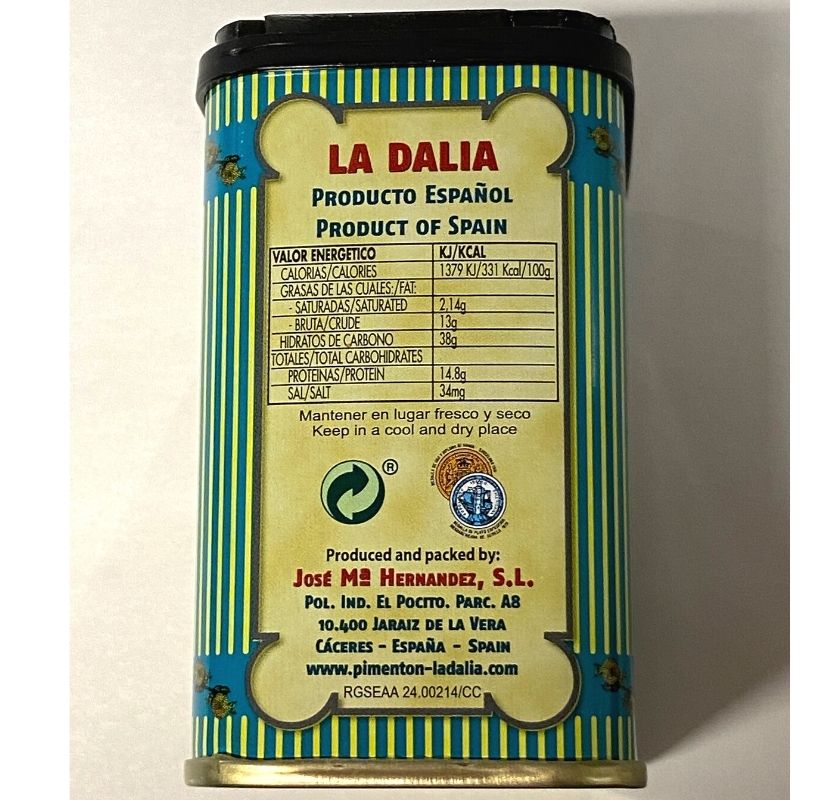 LA DALIA
PRODUCTO ESPAÑOL
PRODUCT OF SPAIN
VALOR ENERGETICO KJ/KCAL
CALORIAS/CALORIES 1379 KJ/331 Kcal/100g
GRASAS DE LAS CUALES:/FAT:
- SATURADAS/SATURATED 2,14g
- BRUTA/CRUDE 13g
HIDRATOS DE CARBONO 38g
TOTALES/TOTAL CARBOHIDRATES
PROTEINAS/PROTEIN 14.8g
SAL/SALT 34mg
Mantener en lugar fresco y seco
Keep in a cool and dry place
®
Produced and packed by:
JOSÉ Mª HERNANDEZ, S.L.
POL. IND. EL POCITO. PARC. A8
10.400 JARAIZ DE LA VERA
CÁCERES - ESPAÑA - SPAIN
www.pimenton-ladalia.com
RGSEAA 24.00214/CC